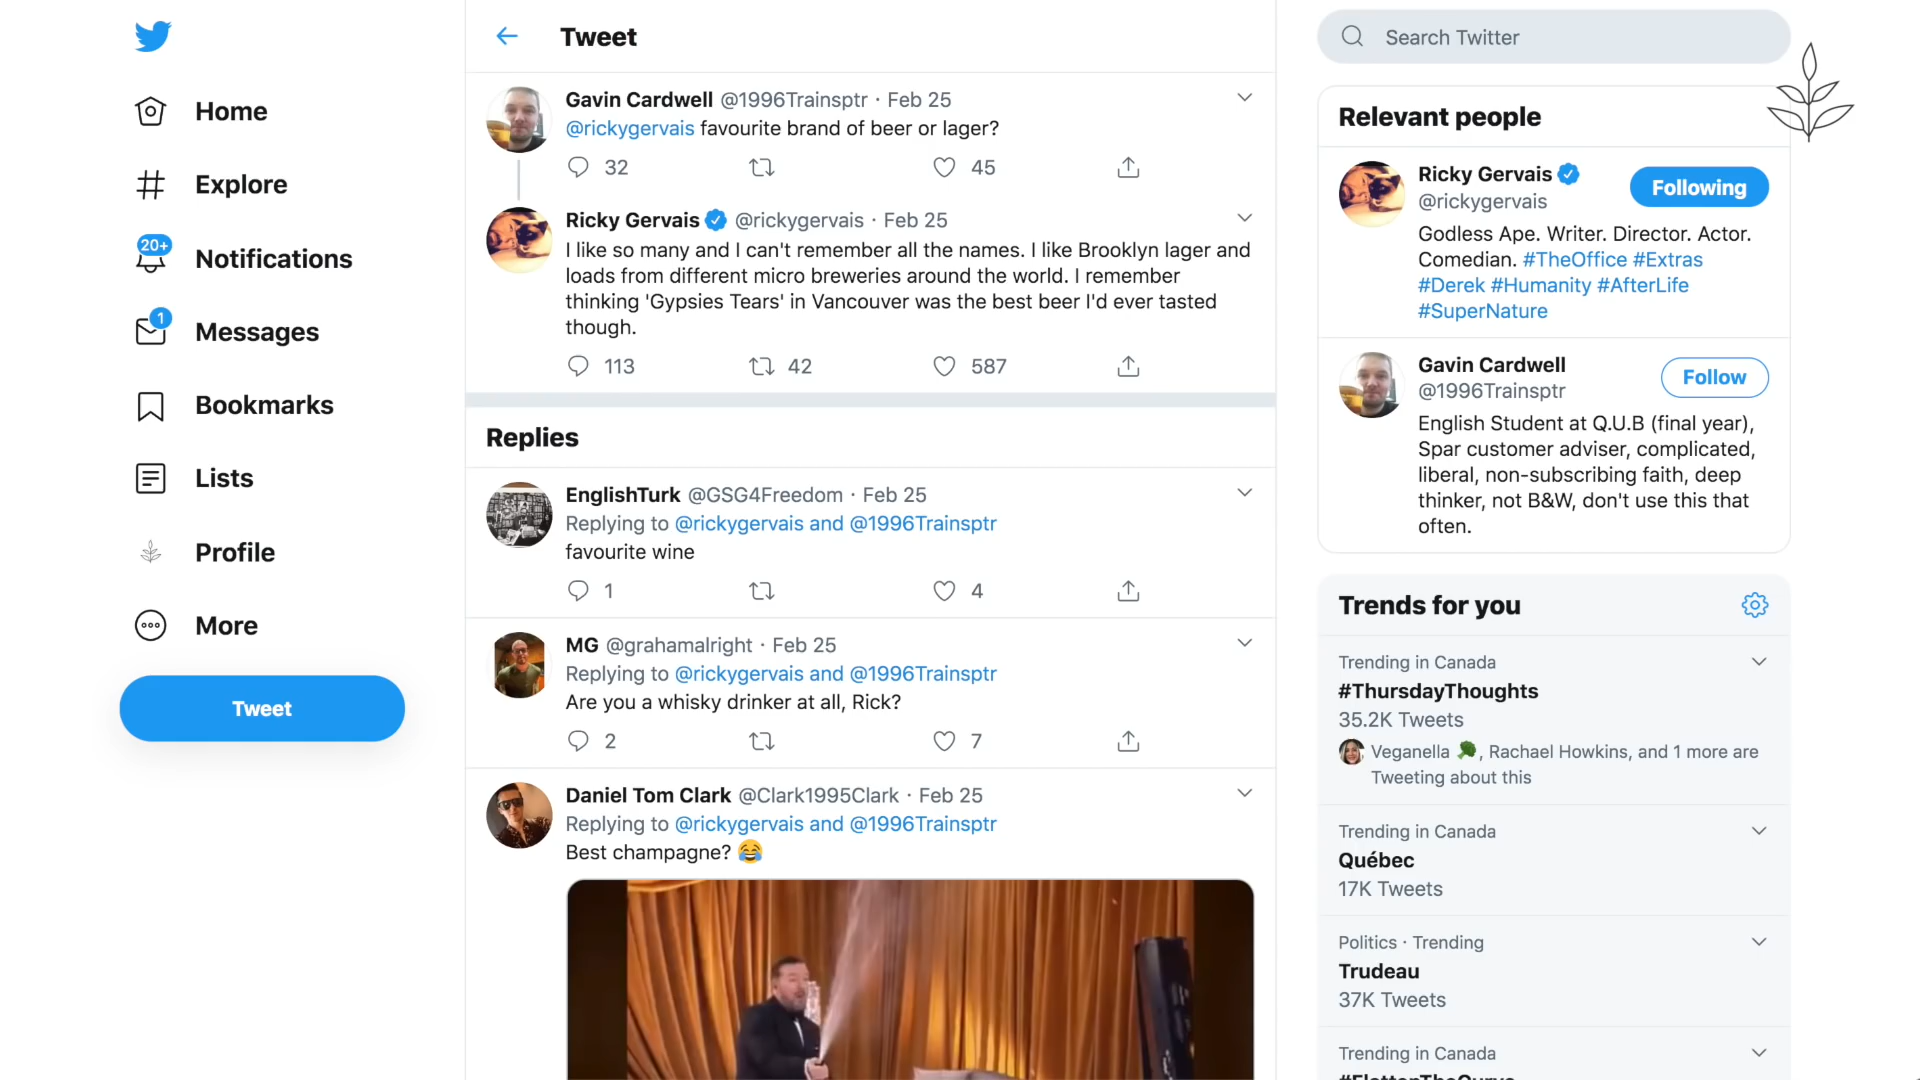 Home
Explore
20+
Notifications
1
Messages
Bookmarks
Lists
Profile
More
Tweet
Tweet
Gavin Cardwell @1996Trainsptr · Feb 25
@rickygervais favourite brand of beer or lager?
32 45
Ricky Gervais @rickygervais · Feb 25
I like so many and I can't remember all the names. I like Brooklyn lager and
loads from different micro breweries around the world. I remember
thinking 'Gypsies Tears' in Vancouver was the best beer I'd ever tasted
though.
113 42 587
Replies
EnglishTurk @GSG4Freedom · Feb 25
Replying to @rickygervais and @1996Trainsptr
favourite wine
1 4
MG @grahamalright · Feb 25
Replying to @rickygervais and @1996Trainsptr
Are you a whisky drinker at all, Rick?
2 7
Daniel Tom Clark @Clark1995Clark · Feb 25
Replying to @rickygervais and @1996Trainsptr
Best champagne? 😂
Search Twitter
Relevant people
Ricky Gervais
@rickygervais
Following
Godless Ape. Writer. Director. Actor.
Comedian. #TheOffice #Extras
#Derek #Humanity #AfterLife
#SuperNature
Gavin Cardwell
@1996Trainsptr
Follow
English Student at Q.U.B (final year),
Spar customer adviser, complicated,
liberal, non-subscribing faith, deep
thinker, not B&W, don't use this that
often.
Trends for you
Trending in Canada
#ThursdayThoughts
35.2K Tweets
Veganella 🥦, Rachael Howkins, and 1 more are
Tweeting about this
Trending in Canada
Québec
17K Tweets
Politics · Trending
Trudeau
37K Tweets
Trending in Canada
#FlattenTheCurve